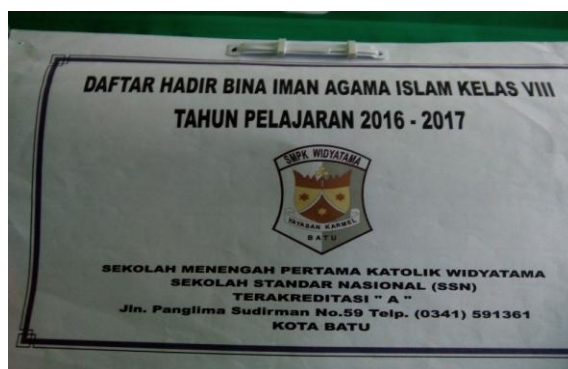 DAFTAR HADIR BINA IMAN AGAMA ISLAM KELAS VIII
TAHUN PELAJARAN 2016 - 2017
SMPK WIDYATAMA
YAYASAN KARMEL
BATU
SEKOLAH MENENGAH PERTAMA KATOLIK WIDYATAMA
SEKOLAH STANDAR NASIONAL (SSN)
TERAKREDITASI " A "
Jln. Panglima Sudirman No.59 Telp. (0341) 591361
KOTA BATU